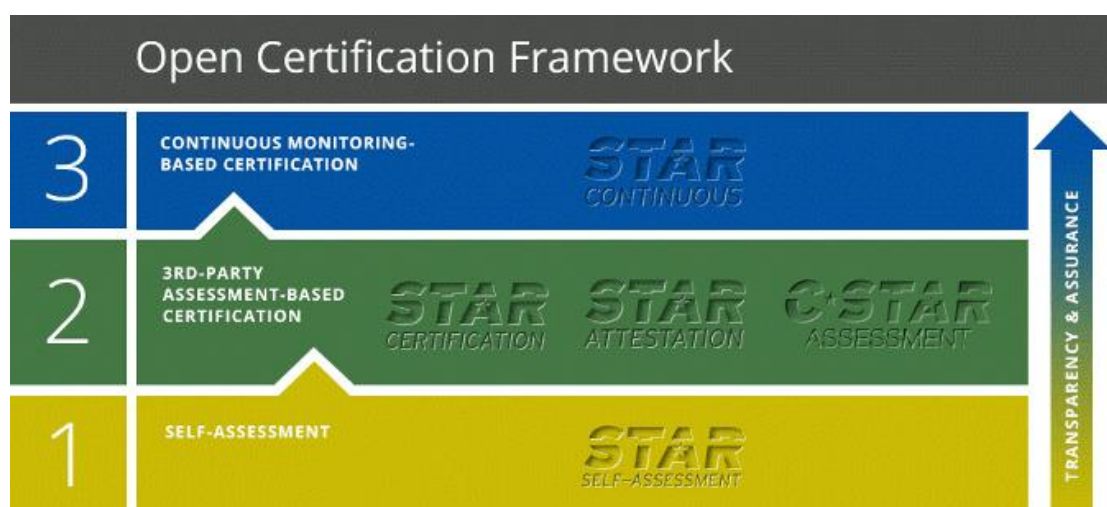 Open Certification Framework
3
CONTINUOUS MONITORING-
BASED CERTIFICATION
STAR
CONTINUOUS
2
3RD-PARTY
ASSESSMENT-BASED
CERTIFICATION
STAR
CERTIFICATION
STAR
ATTESTATION
C★STAR
ASSESSMENT
1
SELF-ASSESSMENT
STAR
SELF-ASSESSMENT
TRANSPARENCY & ASSURANCE